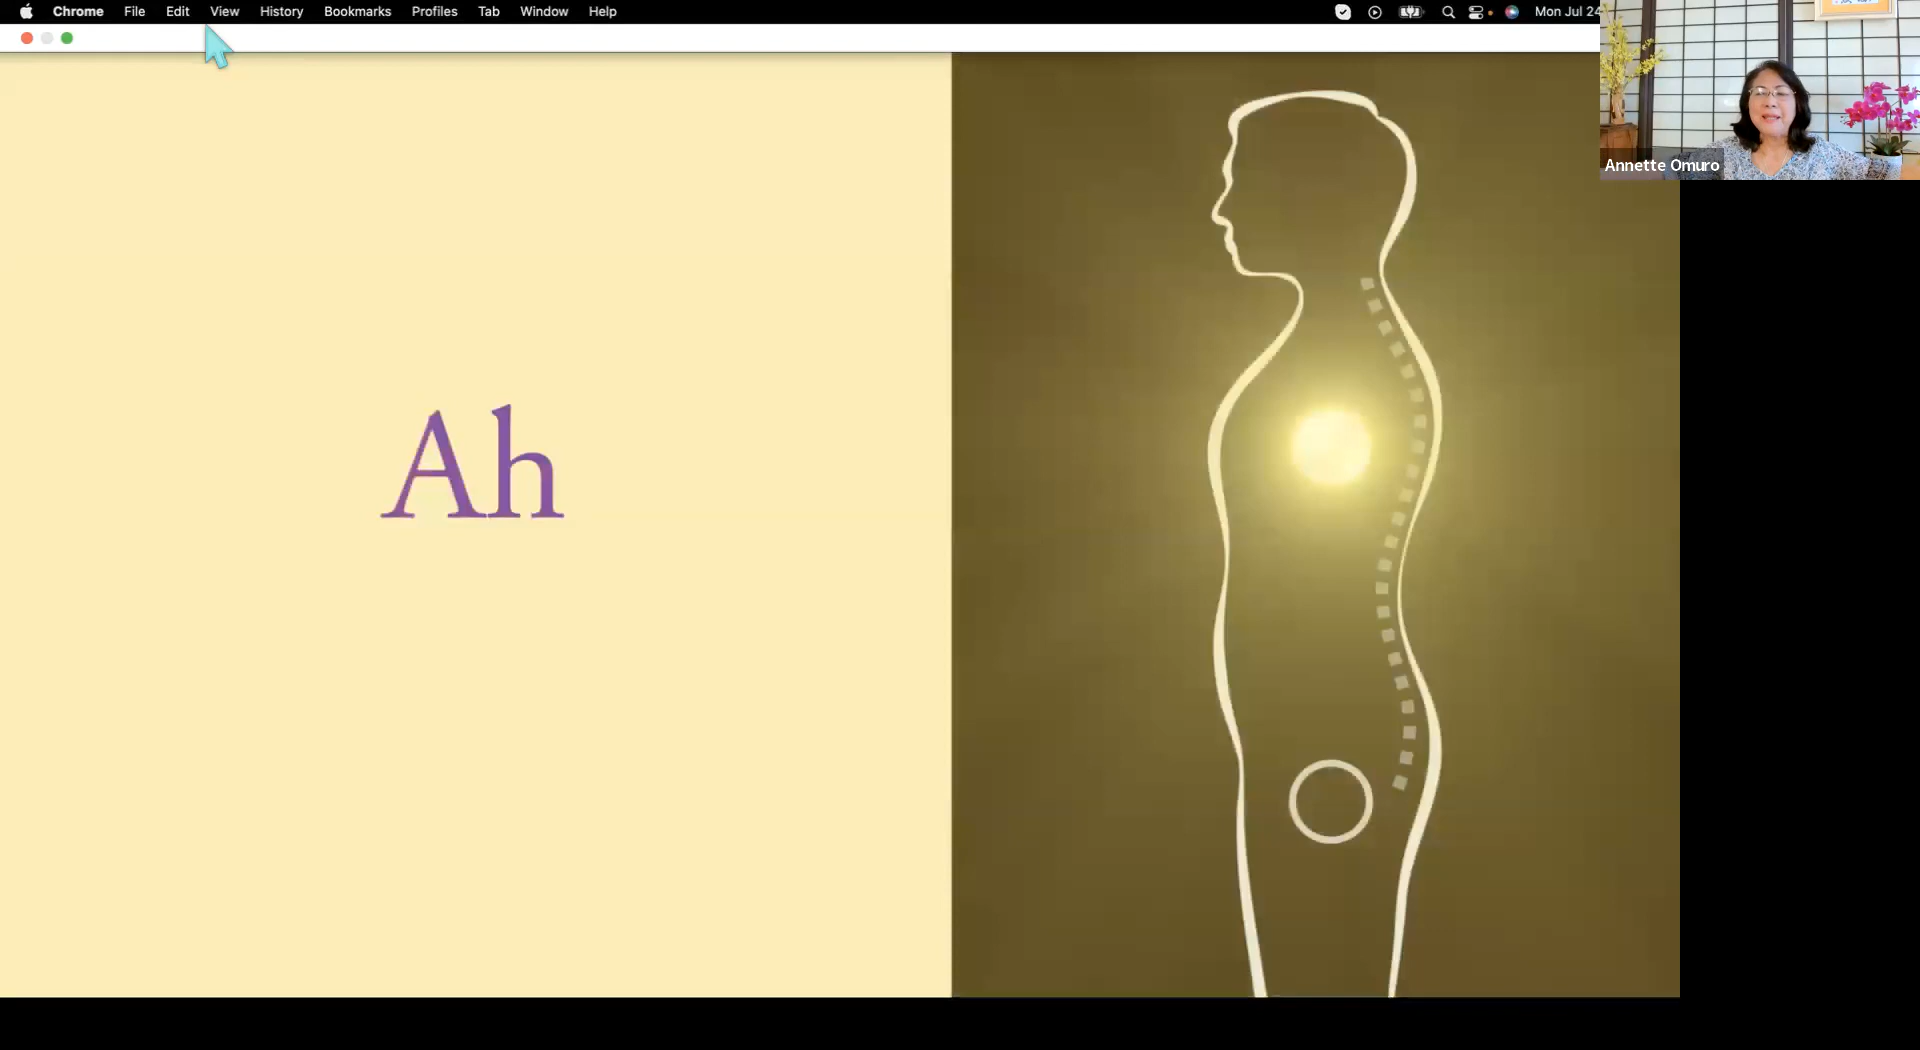 Chrome File Edit View History Bookmarks Profiles Tab Window Help
Mon Jul 24
Annette Omuro
Ah